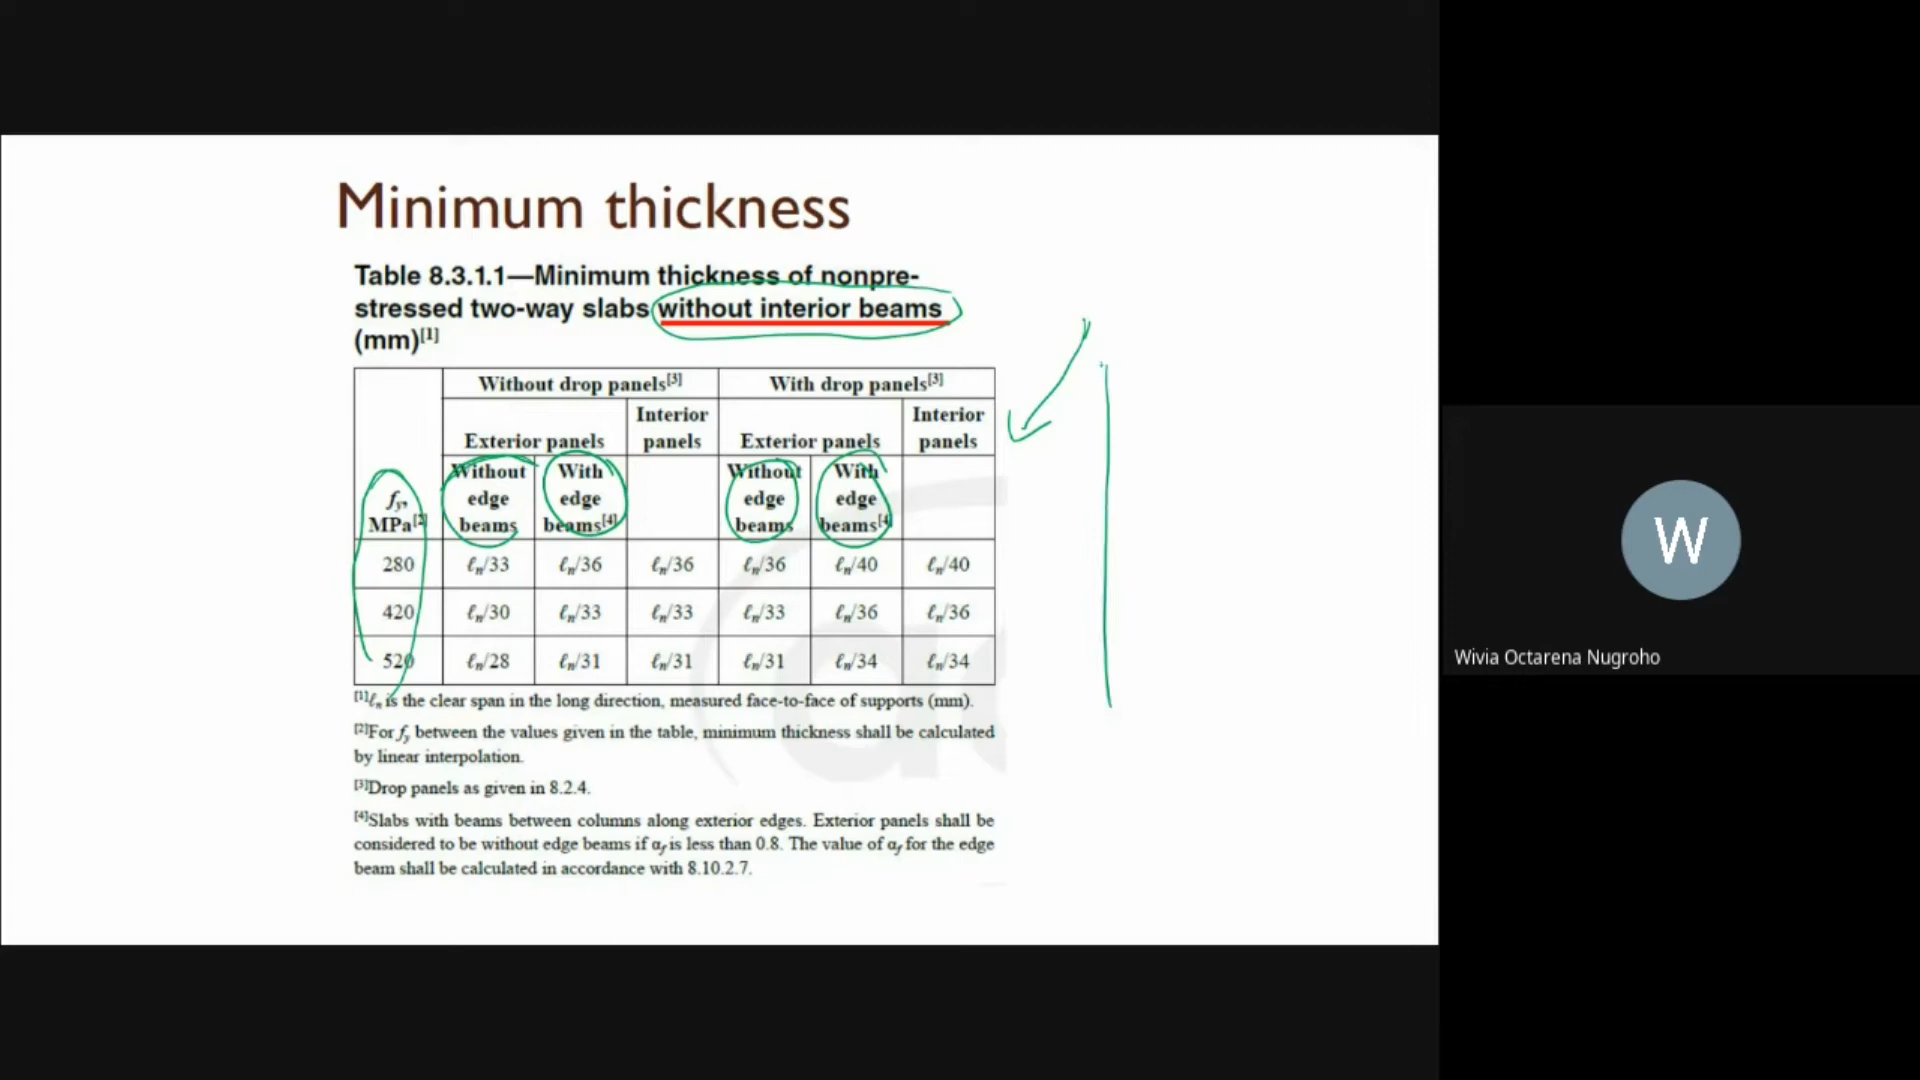 Minimum thickness
Table 8.3.1.1—Minimum thickness of nonpre-
stressed two-way slabs without interior beams
(mm)[1]
Without drop panels[3] With drop panels[3]
Exterior panels Interior panels Exterior panels Interior panels
fy, MPa[2] Without edge beams With edge beams[4] Without edge beams With edge beams[4]
280 ℓn/33 ℓn/36 ℓn/36 ℓn/36 ℓn/40 ℓn/40
420 ℓn/30 ℓn/33 ℓn/33 ℓn/33 ℓn/36 ℓn/36
520 ℓn/28 ℓn/31 ℓn/31 ℓn/31 ℓn/34 ℓn/34
[1]ℓn is the clear span in the long direction, measured face-to-face of supports (mm).
[2]For fy between the values given in the table, minimum thickness shall be calculated
by linear interpolation.
[3]Drop panels as given in 8.2.4.
[4]Slabs with beams between columns along exterior edges. Exterior panels shall be
considered to be without edge beams if αf is less than 0.8. The value of αf for the edge
beam shall be calculated in accordance with 8.10.2.7.
W
Wivia Octarena Nugroho